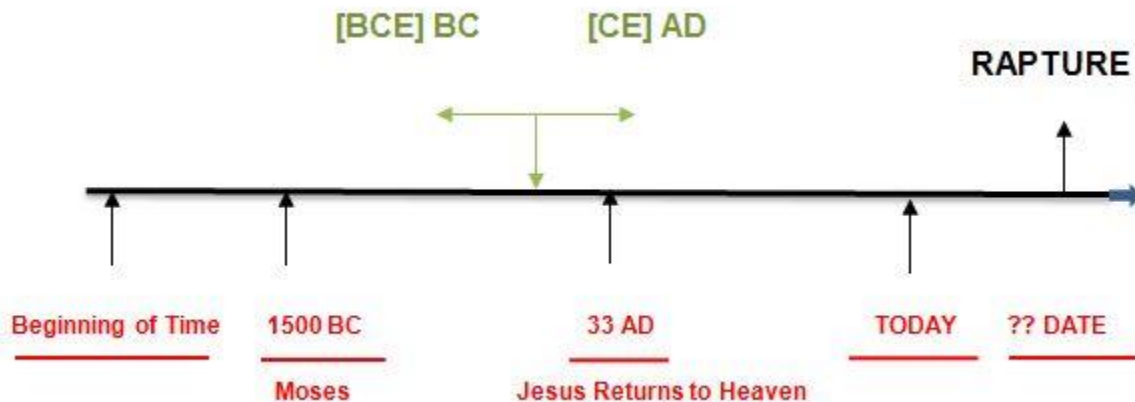 [BCE] BC [CE] AD
RAPTURE
Beginning of Time 1500 BC 33 AD TODAY ?? DATE
Moses Jesus Returns to Heaven